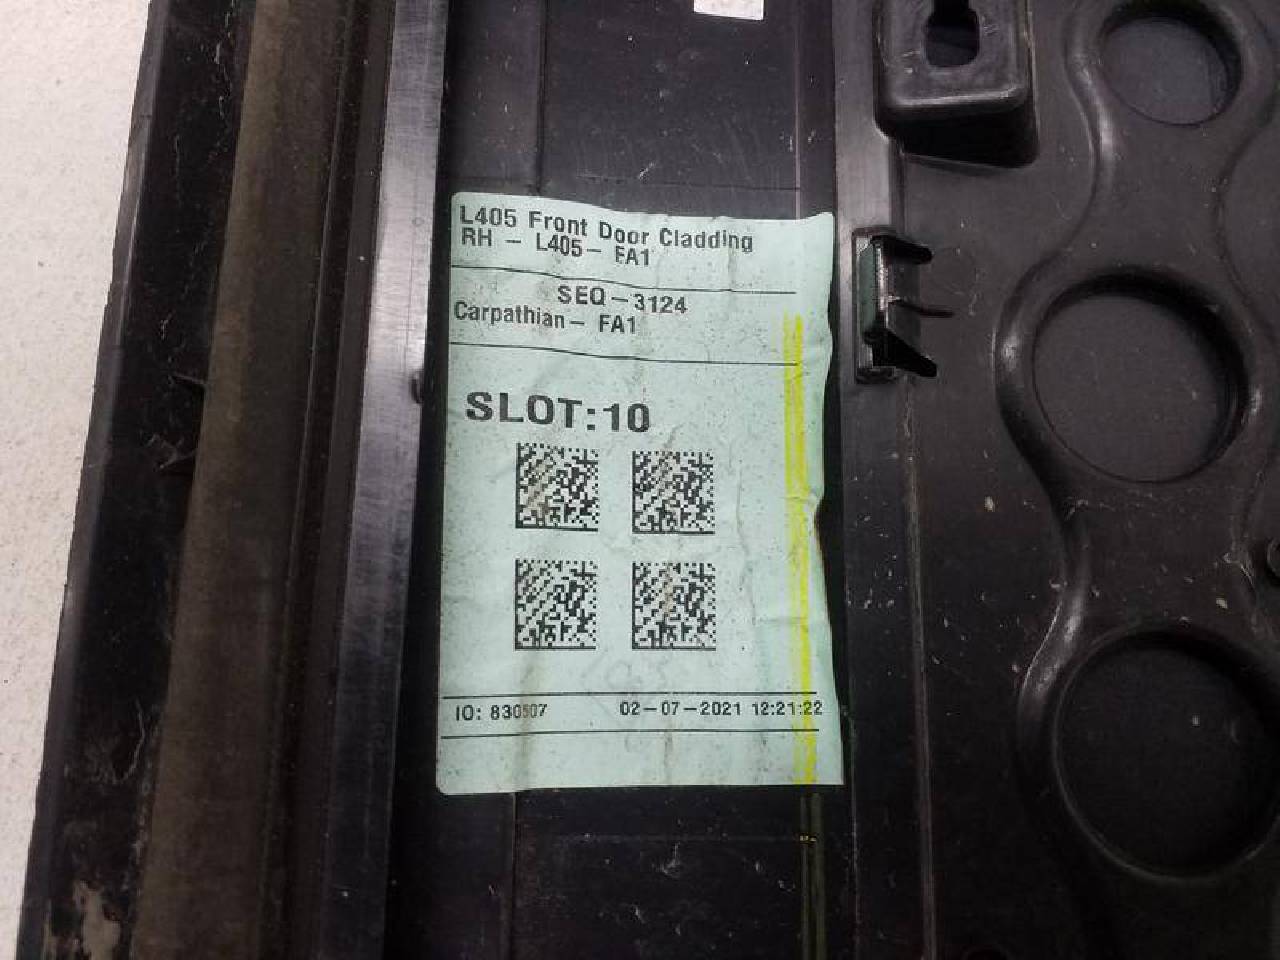 L405 Front Door Cladding
RH - L405- FA1
SEQ-3124
Carpathian- FA1
SLOT:10
IO: 830507 02-07-2021 12:21:22